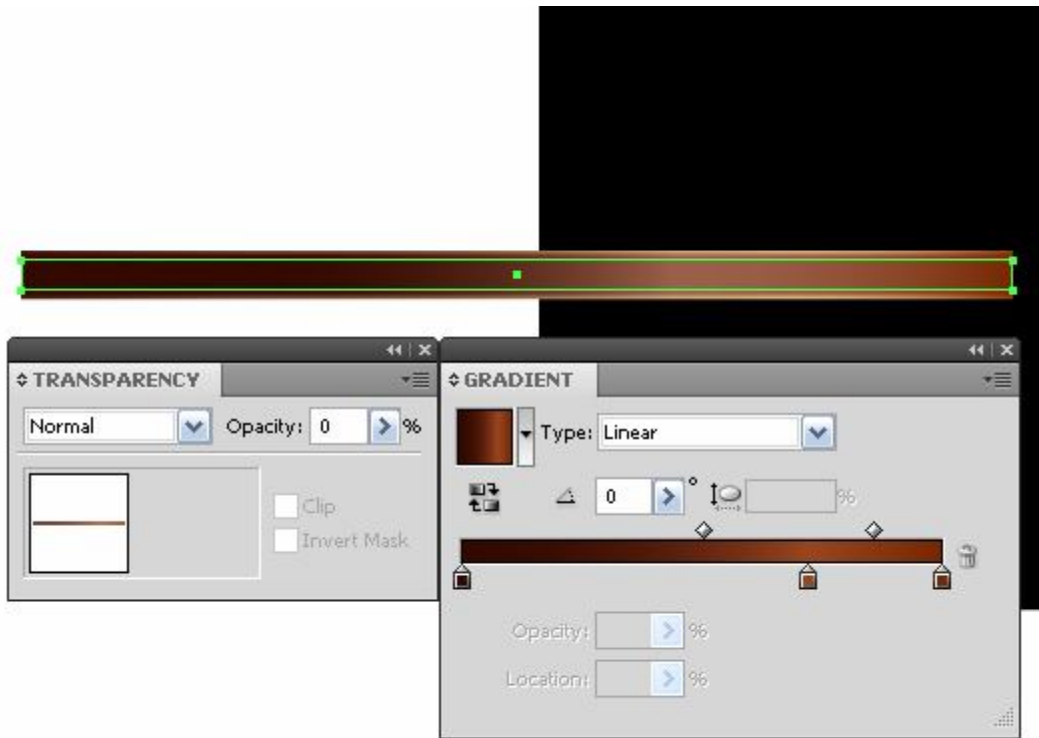 TRANSPARENCY
Normal Opacity: 0 %
Clip
Invert Mask
GRADIENT
Type: Linear
0 ° %
Opacity: %
Location: %